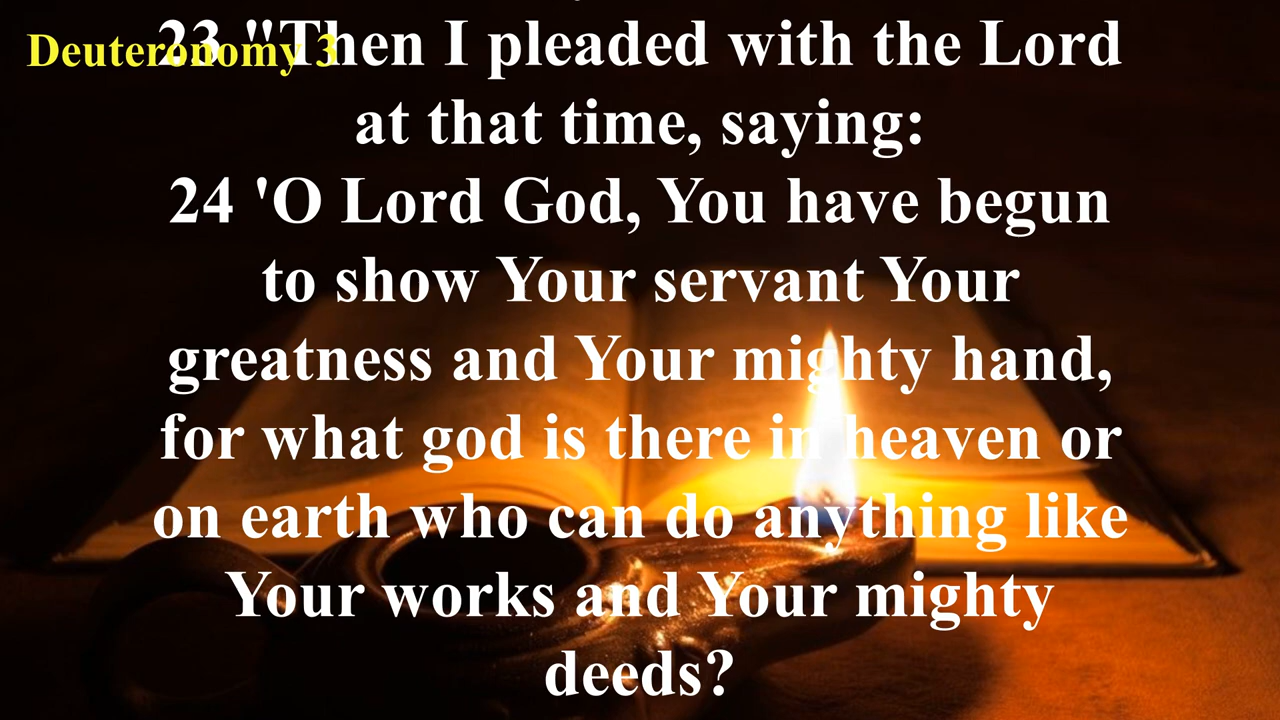 Deuteronomy 3
23 "Then I pleaded with the Lord
at that time, saying:
24 'O Lord God, You have begun
to show Your servant Your
greatness and Your mighty hand,
for what god is there in heaven or
on earth who can do anything like
Your works and Your mighty
deeds?